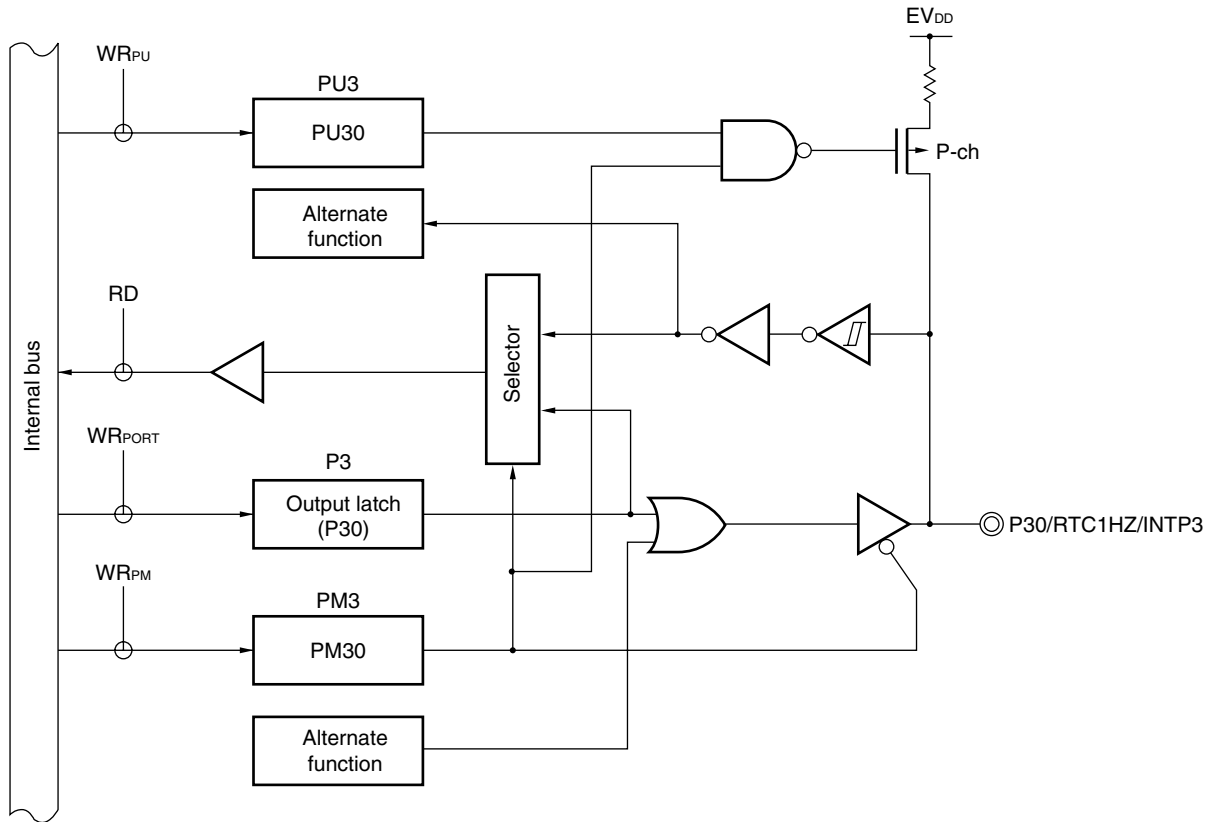 EVDD
WRPU
PU3
PU30
P-ch
Alternate
function
RD
Selector
Internal bus
WRPORT
P3
Output latch
(P30)
P30/RTC1HZ/INTP3
WRPM
PM3
PM30
Alternate
function